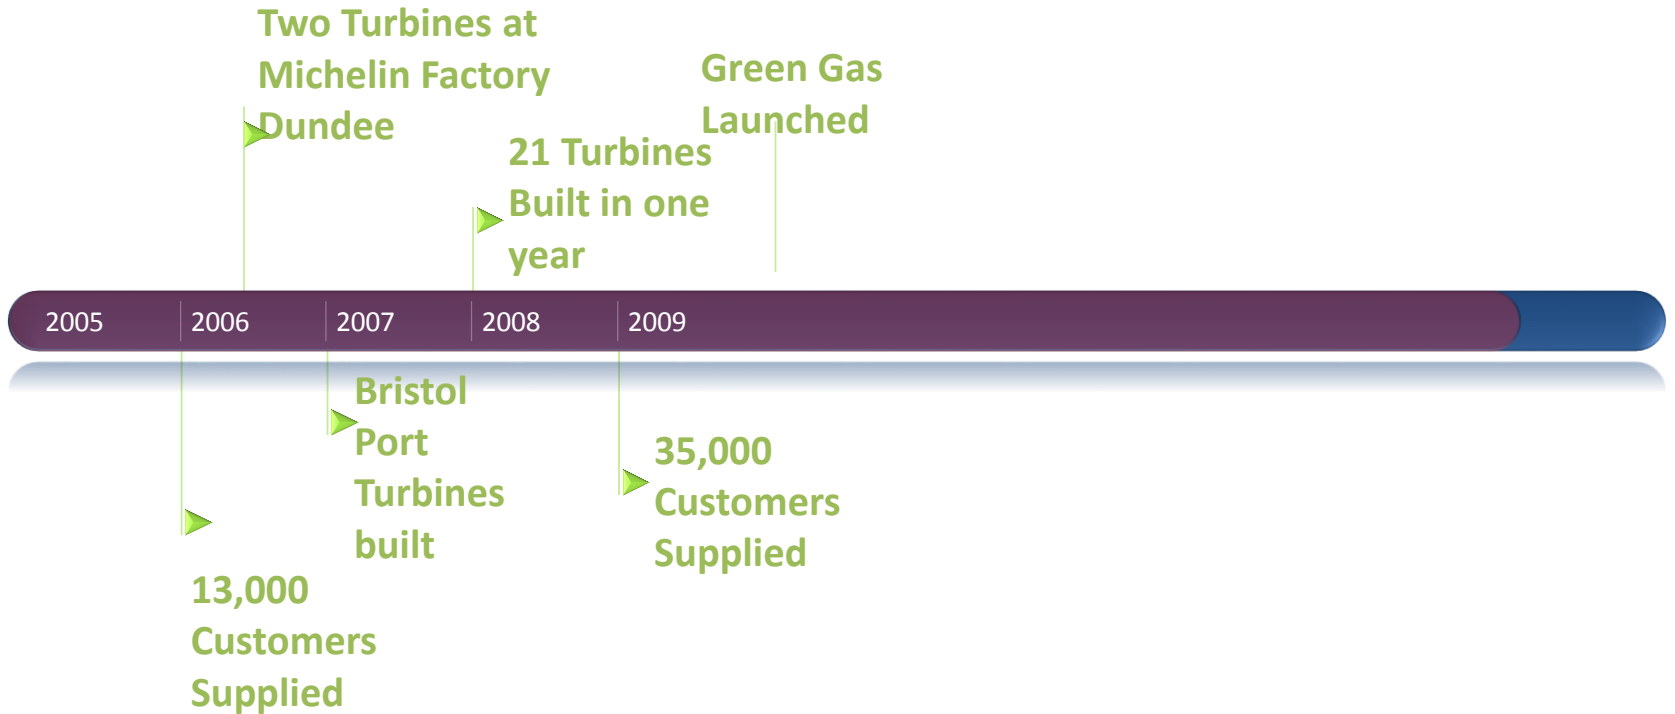 Two Turbines at
Michelin Factory
Dundee
Green Gas
Launched
21 Turbines
Built in one
year
2005 2006 2007 2008 2009
Bristol
Port
Turbines
built
35,000
Customers
Supplied
13,000
Customers
Supplied